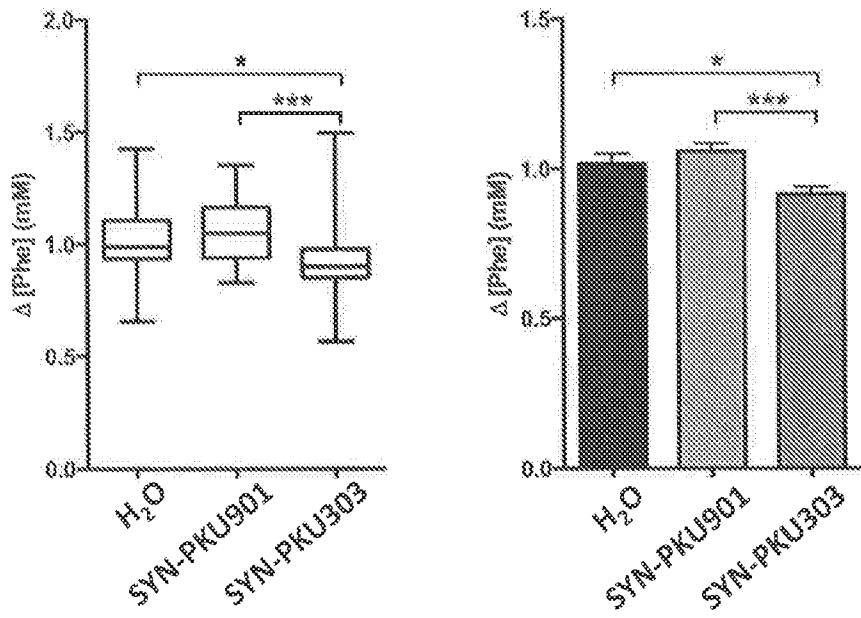 Δ [Phe] (mM)
2.0
1.5
1.0
0.5
0.0
*
***
H₂O
SYN-PKU901
SYN-PKU303
Δ [Phe] (mM)
1.5
1.0
0.5
0.0
*
***
H₂O
SYN-PKU901
SYN-PKU303